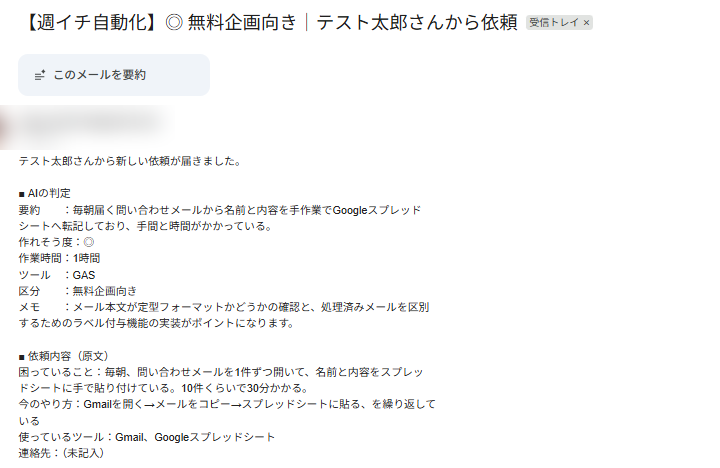 【週イチ自動化】◎ 無料企画向き｜テスト太郎さんから依頼 受信トレイ ×
このメールを要約
テスト太郎さんから新しい依頼が届きました。
■ AIの判定
要約　　：毎朝届く問い合わせメールから名前と内容を手作業でGoogleスプレッド
シートへ転記しており、手間と時間がかかっている。
作れそう度：◎
作業時間：1時間
ツール　：GAS
区分　　：無料企画向き
メモ　　：メール本文が定型フォーマットかどうかの確認と、処理済みメールを区別
するためのラベル付与機能の実装がポイントになります。
■ 依頼内容（原文）
困っていること：毎朝、問い合わせメールを1件ずつ開いて、名前と内容をスプレッ
ドシートに手で貼り付けている。10件くらいで30分かかる。
今のやり方：Gmailを開く→メールをコピー→スプレッドシートに貼る、を繰り返して
いる
使っているツール：Gmail、Googleスプレッドシート
連絡先：（未記入）